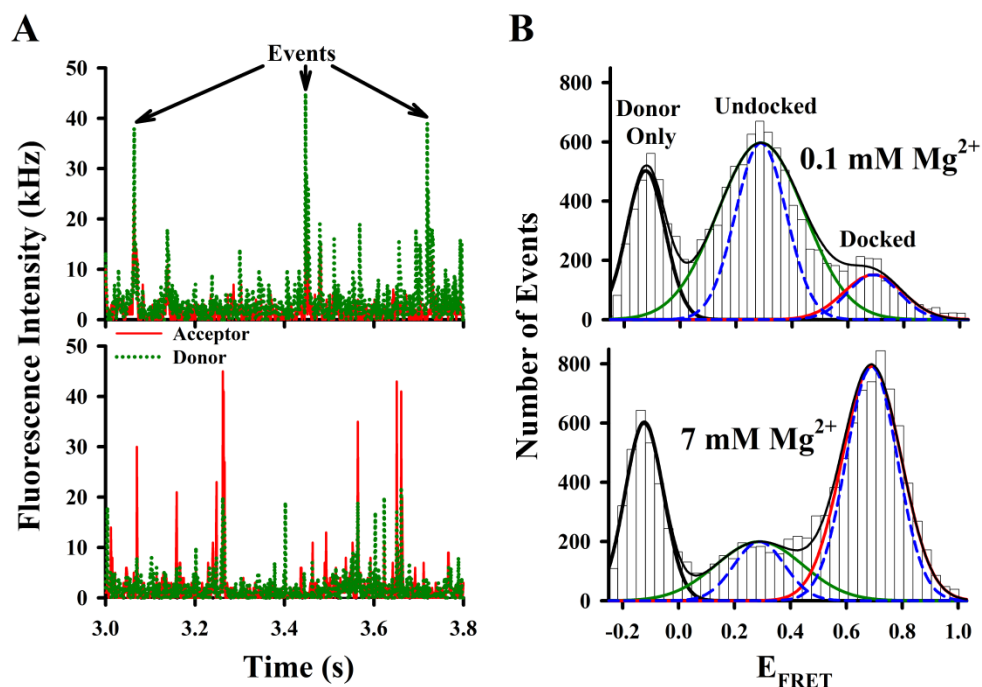 A
B
Events
Fluorescence Intensity (kHz)
50
40
30
20
10
0
Acceptor
Donor
50
40
30
20
10
0
3.0 3.2 3.4 3.6 3.8
Time (s)
Number of Events
800
600
400
200
0
Donor
Only
Undocked
0.1 mM Mg2+
Docked
800
600
400
200
0
7 mM Mg2+
-0.2 0.0 0.2 0.4 0.6 0.8 1.0
EFRET